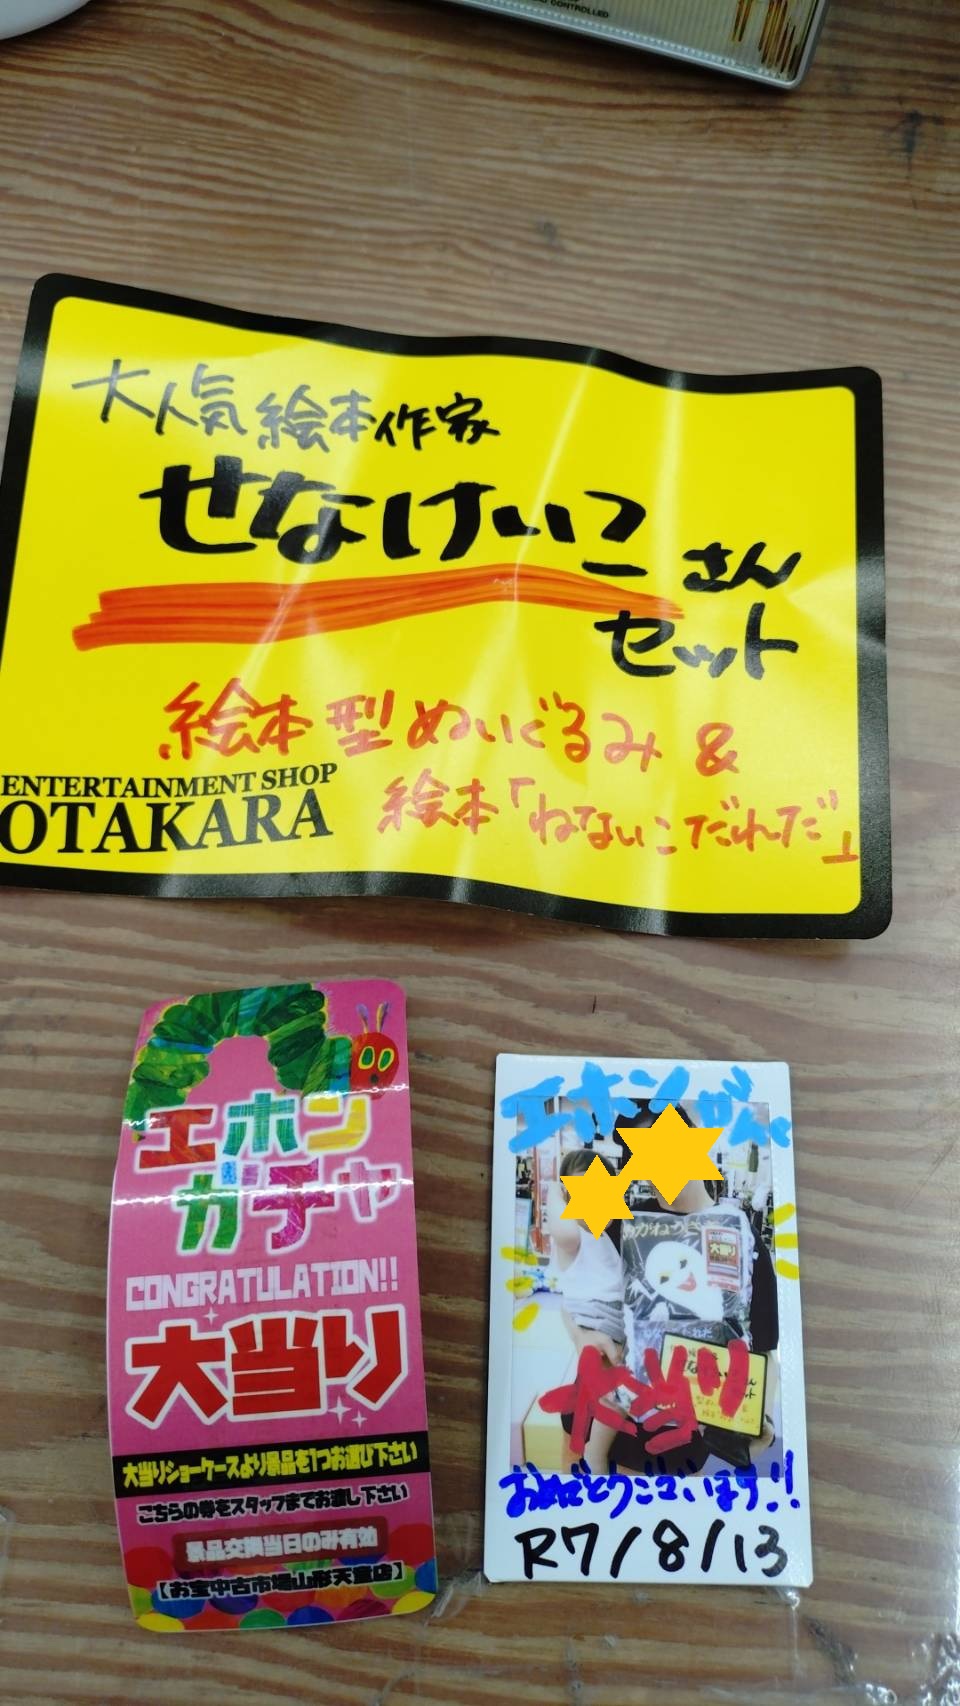 CONTROLLED
大人気絵本作家
せなけいこさん
セット
絵本型ぬいぐるみ&
絵本「ねないこだれだ」
ENTERTAINMENT SHOP
OTAKARA
エホン
ガチャ
CONGRATULATION!!
大当り
大当りショーケースより景品を1つお選び下さい
こちらの券をスタッフまでお渡し下さい
景品交換当日のみ有効
【お宝中古市場山形天童店】
エホンガチャ
大当り
大当り
おめでとうございます!!
R7/8/13